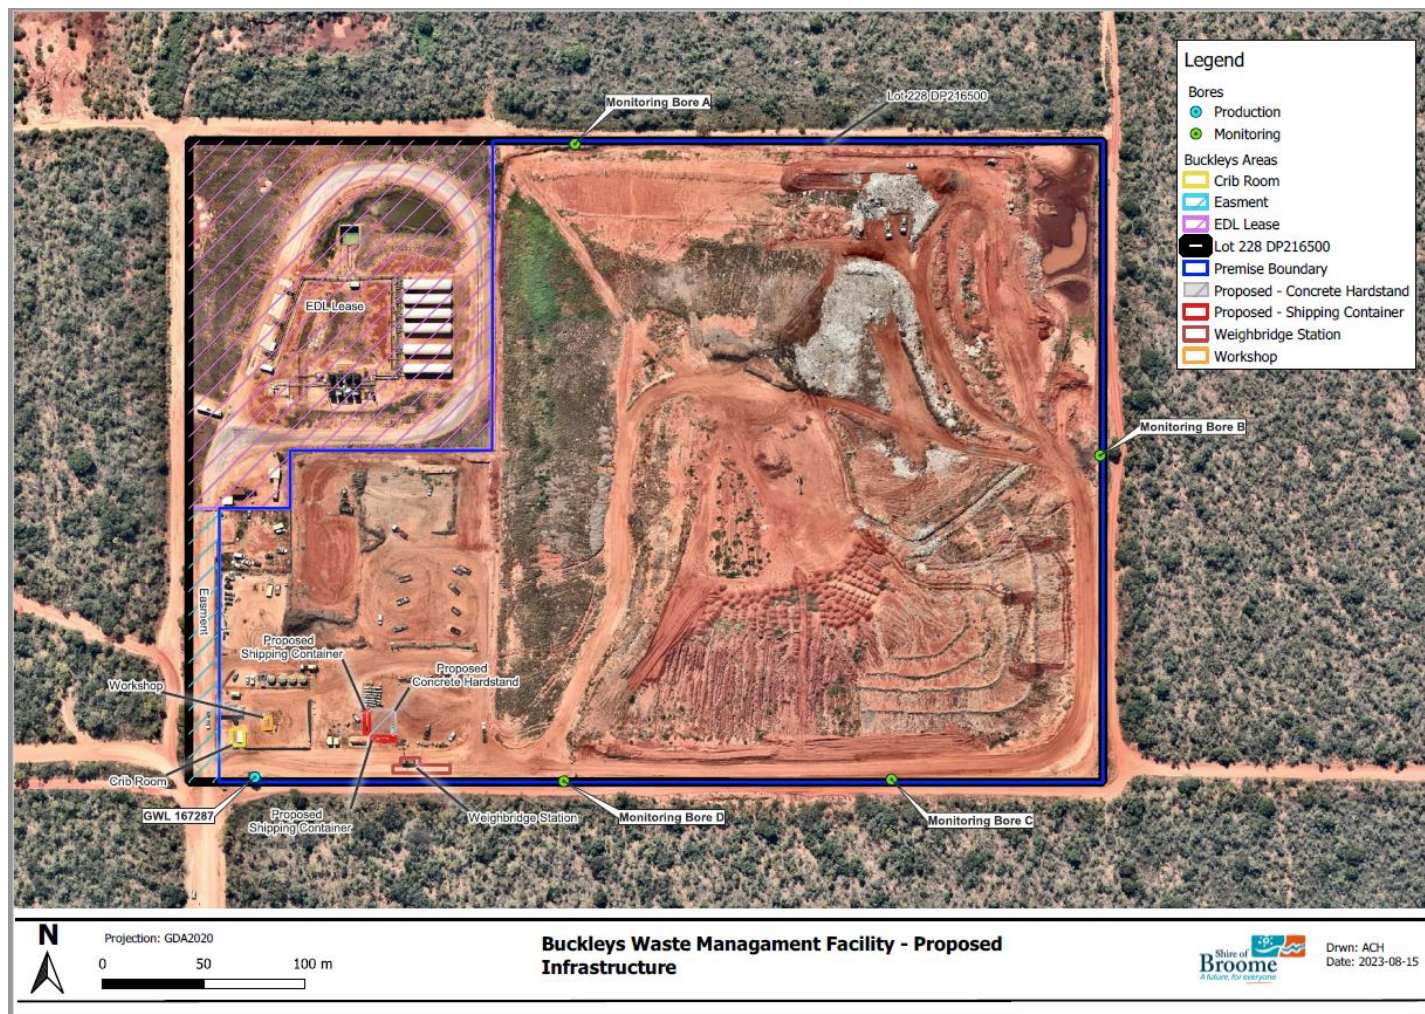 Monitoring Bore A
Lot 228 DP216500
Legend
Bores
Production
Monitoring
Buckleys Areas
Crib Room
Easment
EDL Lease
Lot 228 DP216500
Premise Boundary
Proposed - Concrete Hardstand
Proposed - Shipping Container
Weighbridge Station
Workshop
EDL Lease
Monitoring Bore B
Easment
Proposed
Shipping Container
Proposed
Concrete Hardstand
Workshop
Crib Room
GWL 167287
Proposed
Shipping Container
Weighbridge Station
Monitoring Bore D
Monitoring Bore C
N
Projection: GDA2020
0 50 100 m
Buckleys Waste Managament Facility - Proposed
Infrastructure
Shire of
Broome
A future, for everyone
Drwn: ACH
Date: 2023-08-15